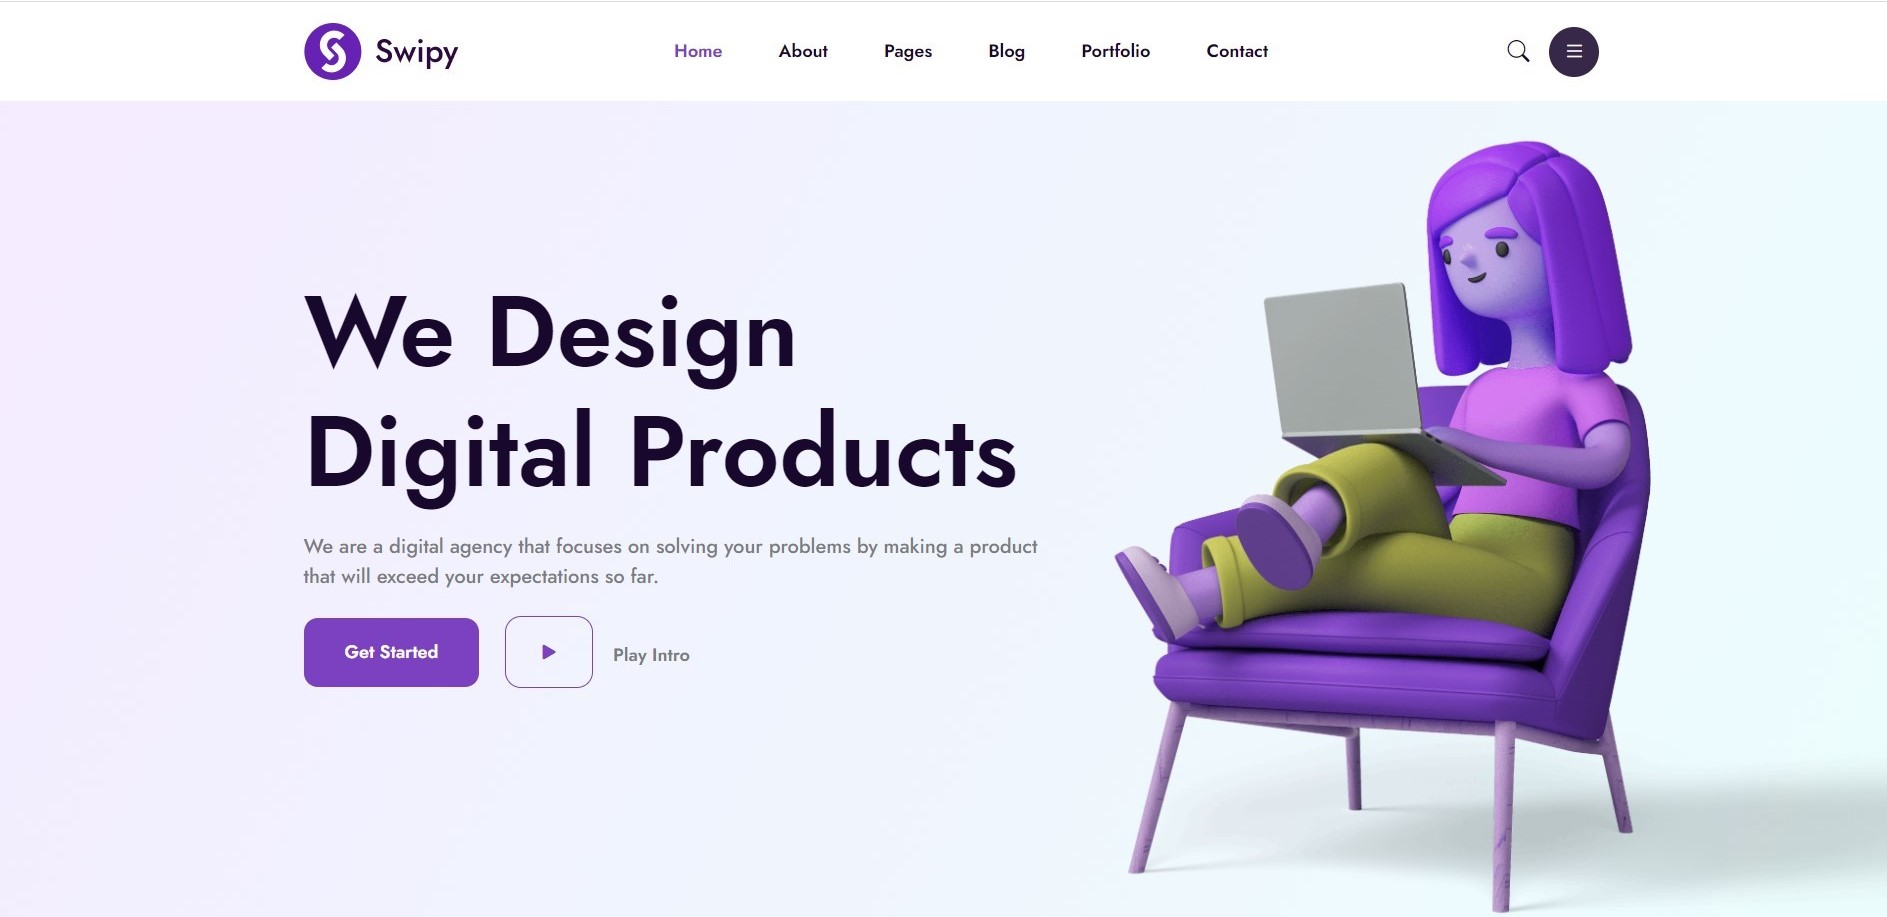 Swipy
Home About Pages Blog Portfolio Contact
We Design
Digital Products
We are a digital agency that focuses on solving your problems by making a product
that will exceed your expectations so far.
Get Started
Play Intro